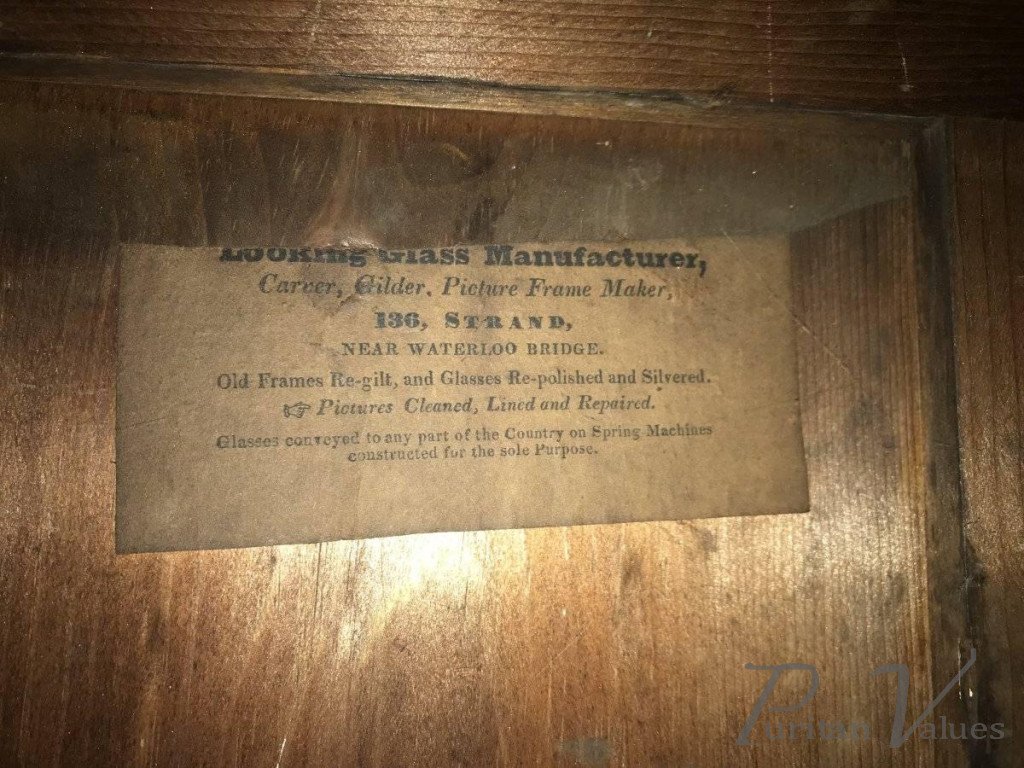 Looking Glass Manufacturer,
Carver, Gilder, Picture Frame Maker,
136, STRAND,
NEAR WATERLOO BRIDGE.
Old Frames Re-gilt, and Glasses Re-polished and Silvered.
☞ Pictures Cleaned, Lined and Repaired.
Glasses conveyed to any part of the Country on Spring Machines
constructed for the sole Purpose.
Puritan Values